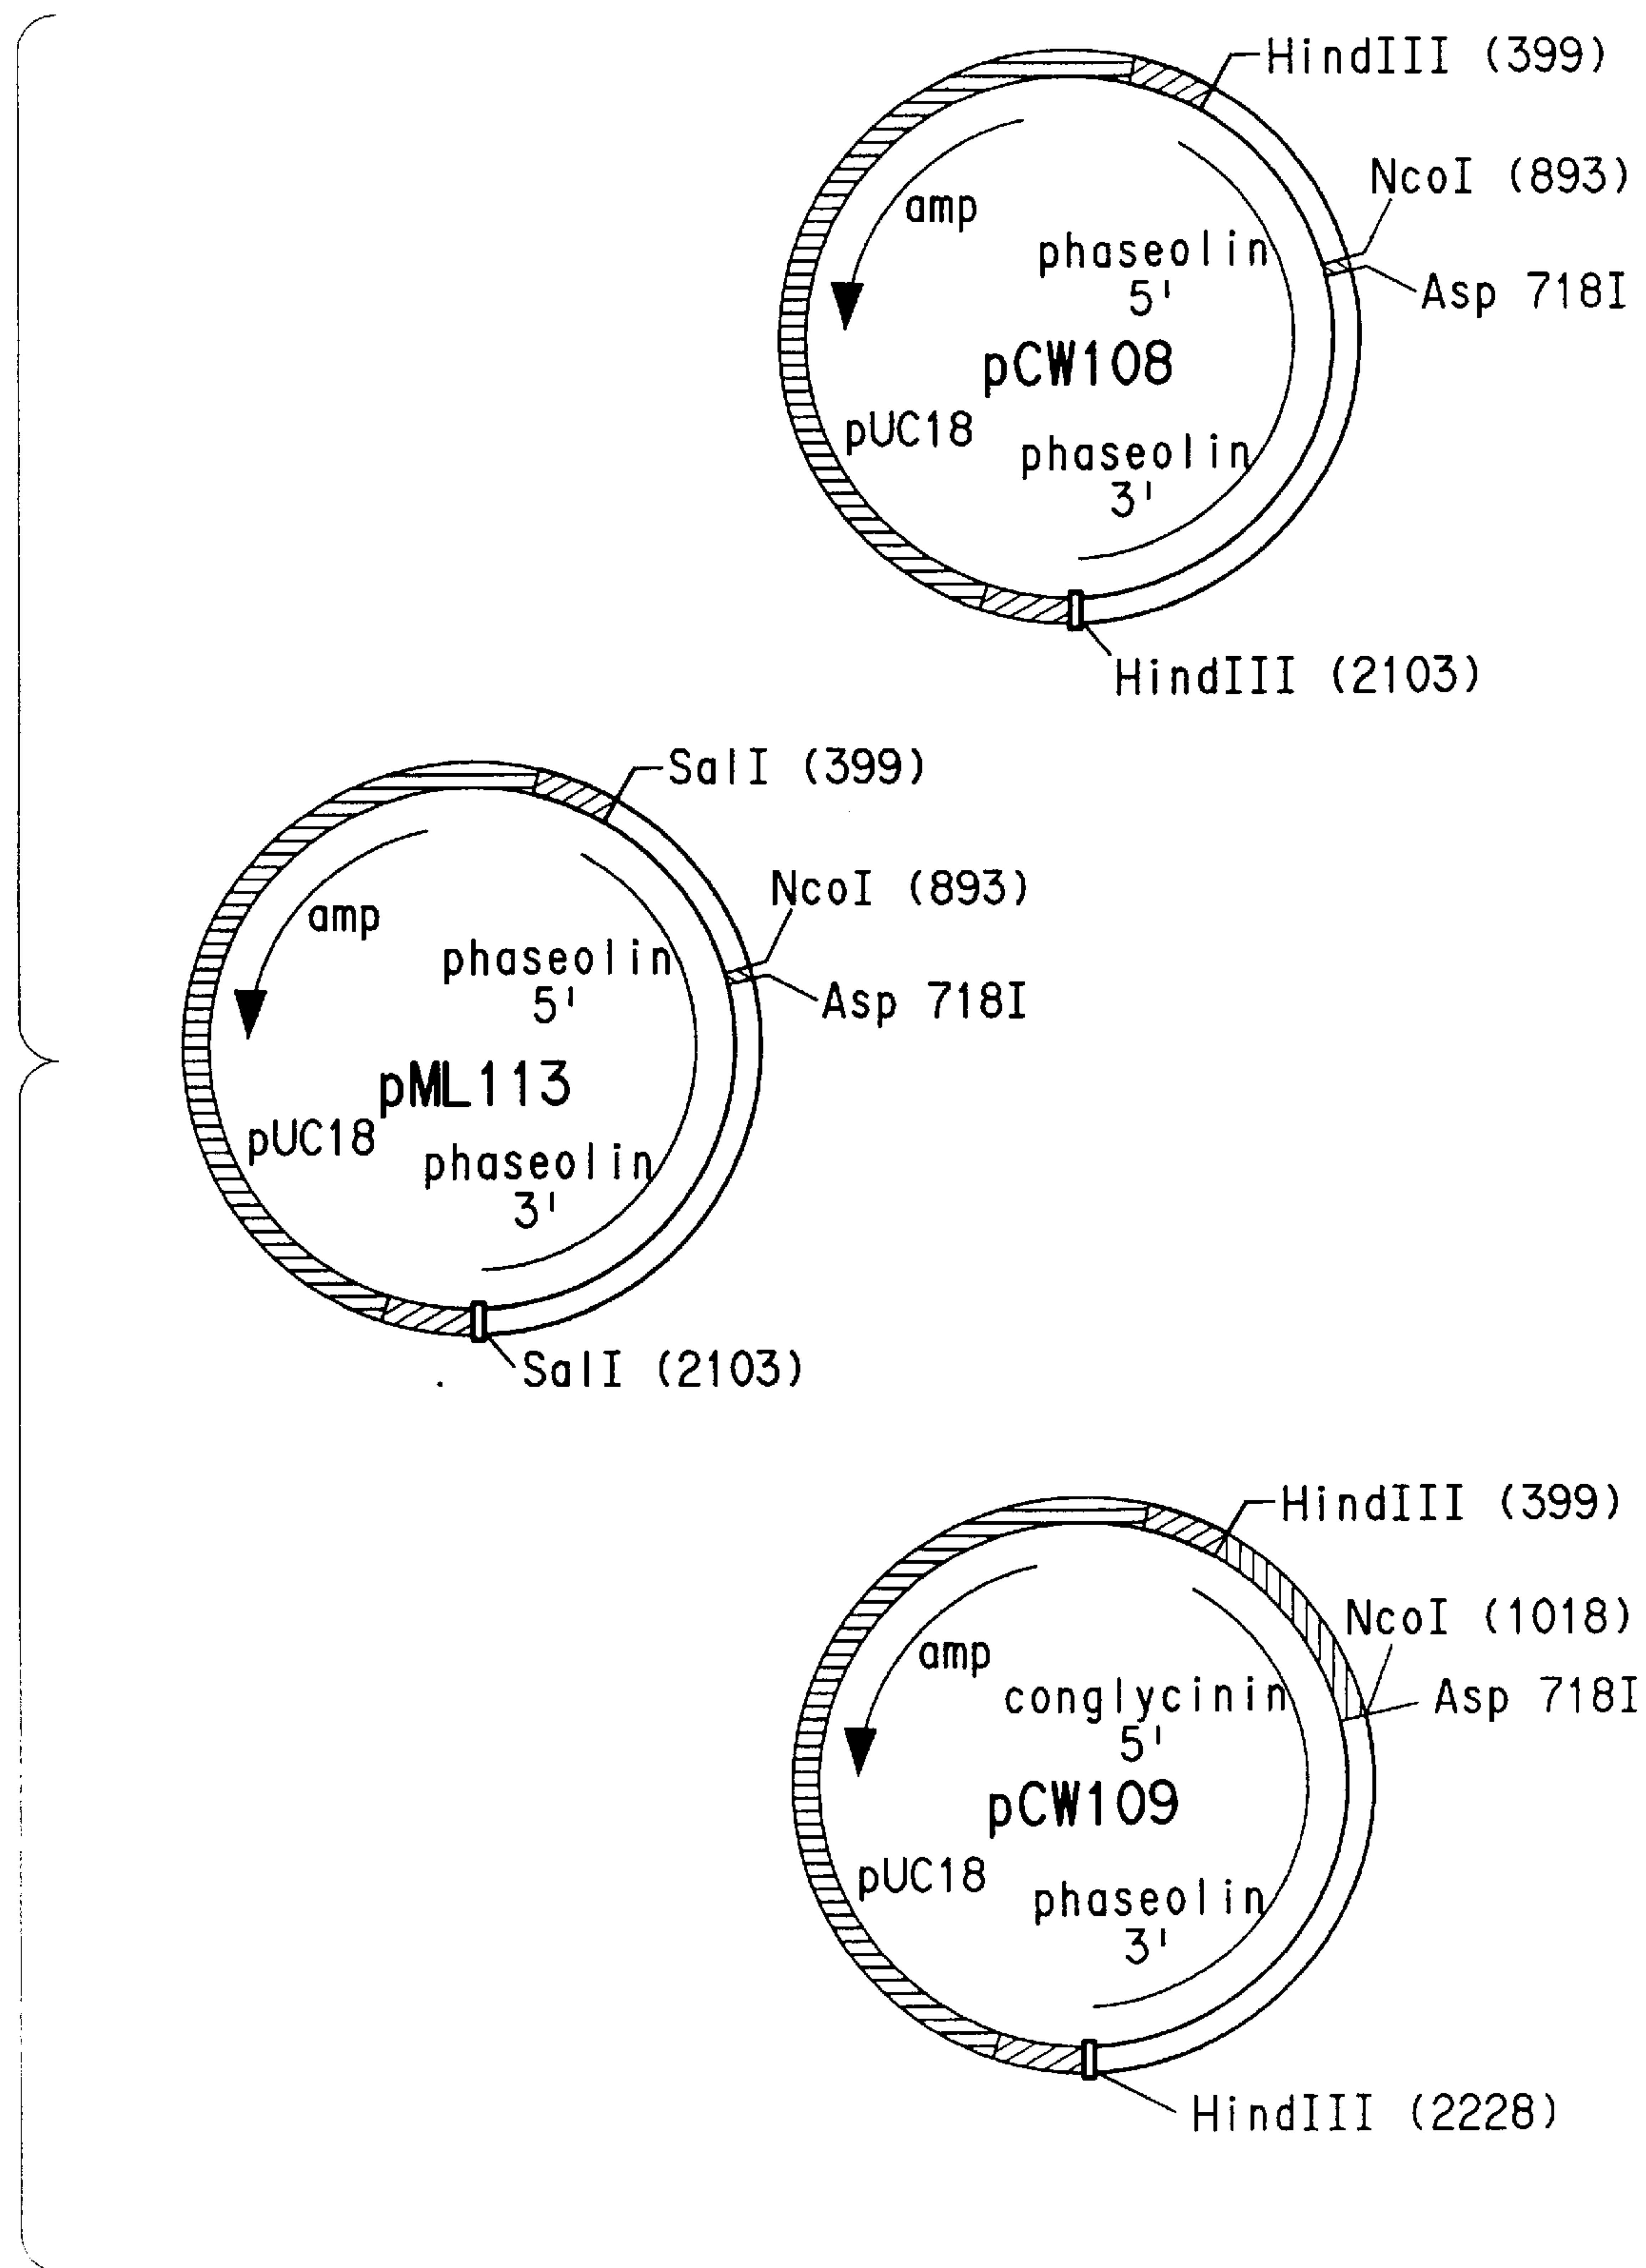 HindIII (399)
NcoI (893)
amp
phaseolin
5'
Asp 718I
pCW108
pUC18
phaseolin
3'
HindIII (2103)
SalI (399)
NcoI (893)
amp
phaseolin
5'
Asp 718I
pML113
pUC18
phaseolin
3'
SalI (2103)
HindIII (399)
NcoI (1018)
amp
conglycinin
5'
Asp 718I
pCW109
pUC18
phaseolin
3'
HindIII (2228)